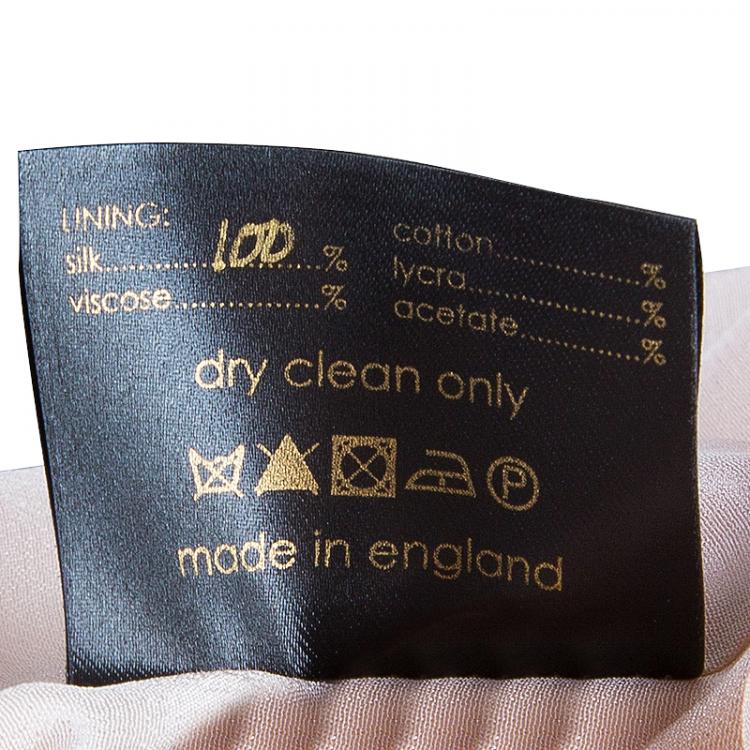 LINING:
silk..............100....%
viscose......................%
cotton......................%
lycra.........................%
acetate.....................%
dry clean only
P
made in england